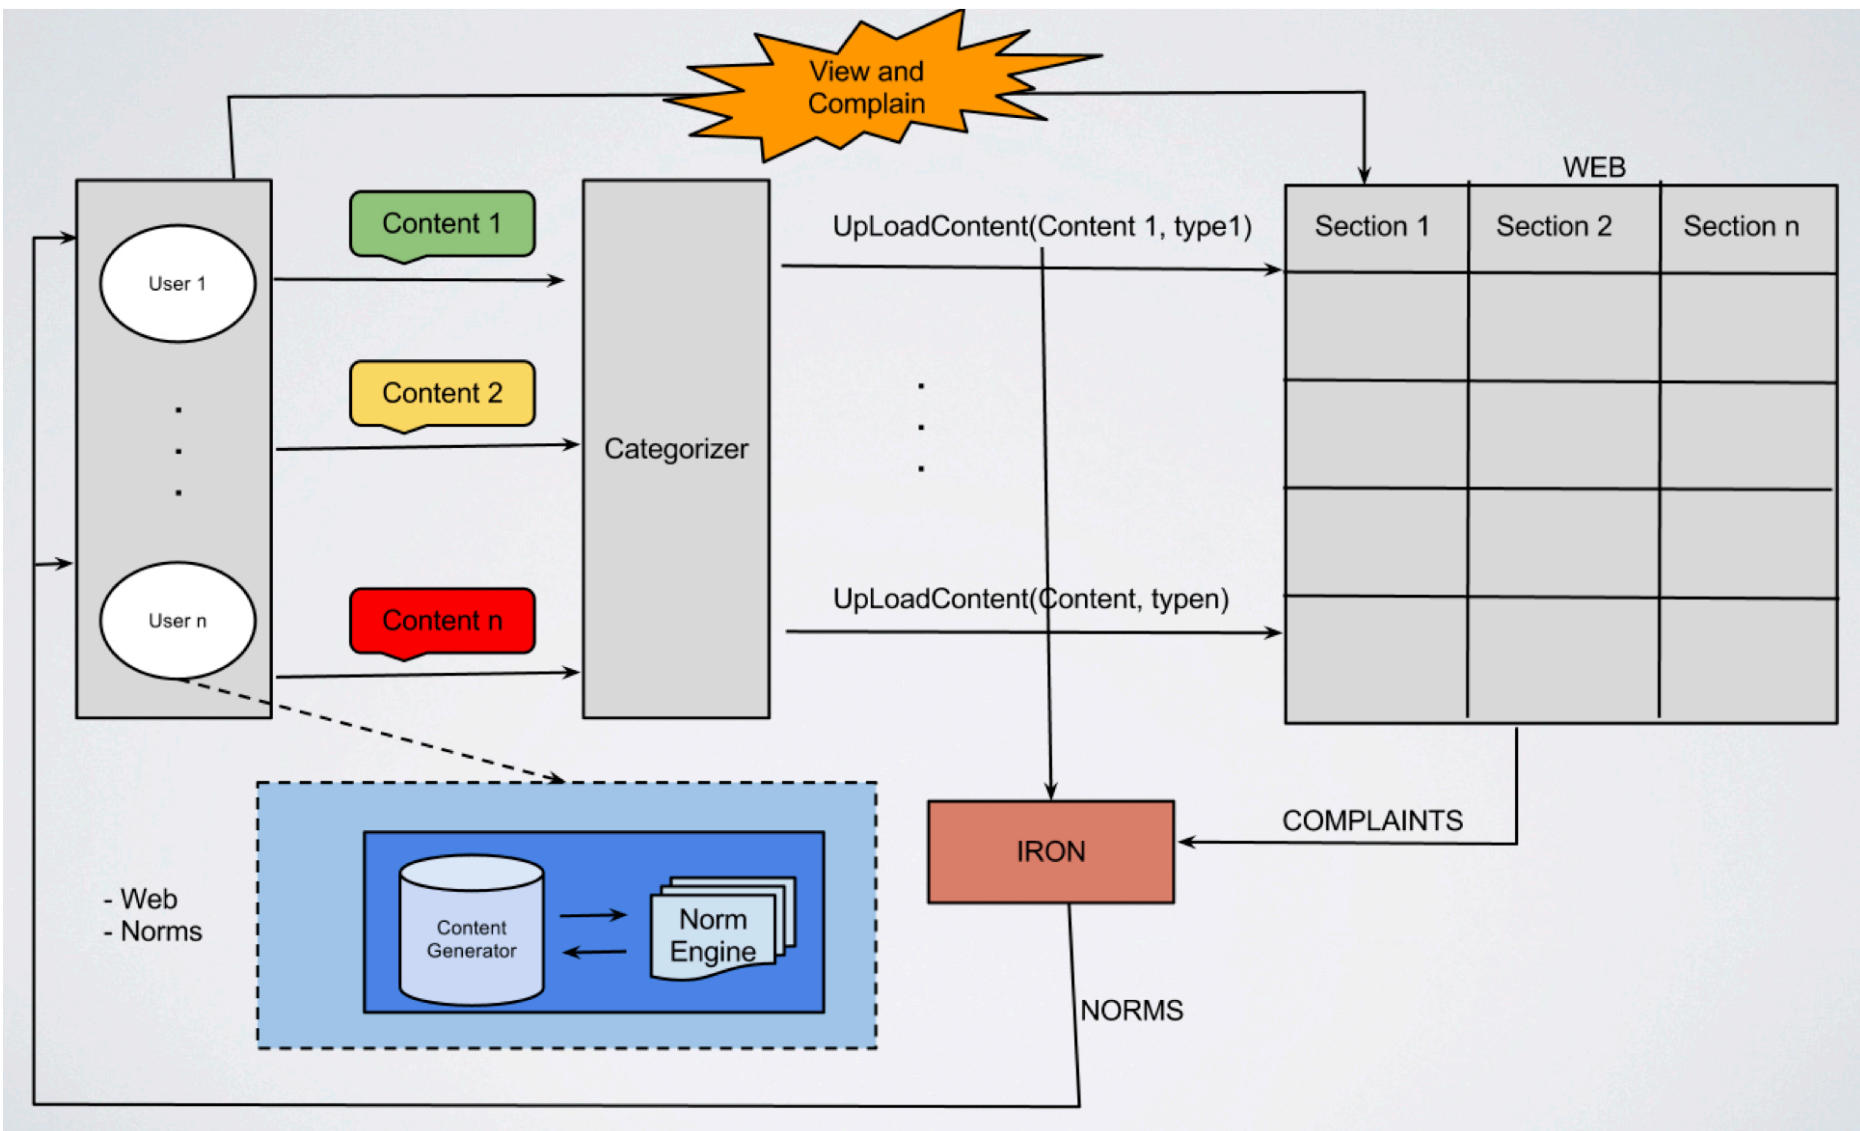 View and
Complain
WEB
Content 1
UpLoadContent(Content 1, type1)
Section 1
Section 2
Section n
User 1
Content 2
Categorizer
UpLoadContent(Content, typen)
Content n
User n
COMPLAINTS
IRON
- Web
- Norms
Content
Generator
Norm
Engine
NORMS